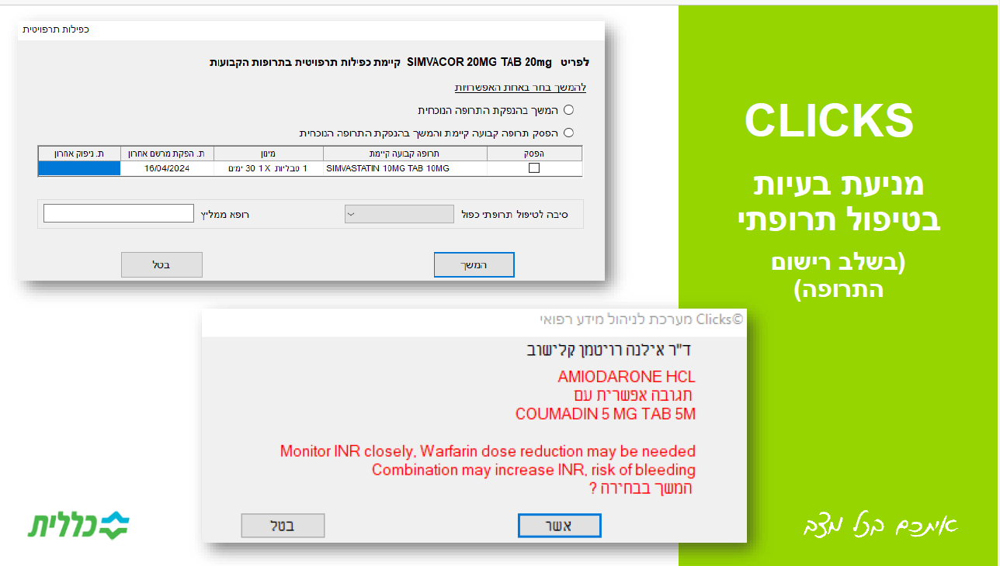 CLICKS
מניעת בעיות
בטיפול תרופתי
(בשלב רישום
התרופה)
כפילות תרפויטית
לפריט SIMVACOR 20MG TAB 20mg קיימת כפילות תרפויטית בתרופות הקבועות
להמשך בחר באחת האפשרויות
המשך בהנפקת התרופה הנוכחית
הפסק תרופה קבועה קיימת והמשך בהנפקת התרופה הנוכחית
הפסק תרופה קבועה קיימת מינון ת. הפקת מרשם אחרון ת. ניפוק אחרון
SIMVASTATIN 10MG TAB 10MG 1 טבליות 1 X 30 ימים 16/04/2024
סיבה לטיפול תרופתי כפול רופא ממליץ
המשך בטל
Clicks© מערכת לניהול מידע רפואי
ד"ר אילנה רויטמן קלישוב
AMIODARONE HCL
תגובה אפשרית עם
COUMADIN 5 MG TAB 5M
Monitor INR closely, Warfarin dose reduction may be needed
Combination may increase INR, risk of bleeding
המשך בבחירה ?
אשר בטל
כללית
איתכם בכל מצב